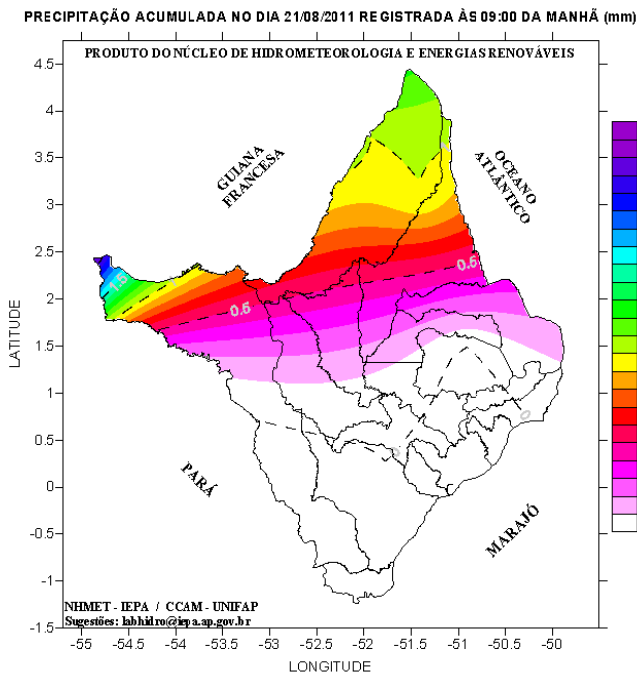 PRECIPITAÇÃO ACUMULADA NO DIA 21/08/2011 REGISTRADA ÀS 09:00 DA MANHÃ (mm)
PRODUTO DO NÚCLEO DE HIDROMETEOROLOGIA E ENERGIAS RENOVÁVEIS
4.5
4
3.5
3
2.5
2
1.5
1
0.5
0
-0.5
-1
-1.5
LATITUDE
GUIANA
FRANCESA
OCEANO
ATLÂNTICO
1.5
0.6
0.6
0
PARÁ
MARAJÓ
NHMET - IEPA / CCAM - UNIFAP
Sugestões: labhidro@iepa.ap.gov.br
-55
-54.5
-54
-53.5
-53
-52.5
-52
-51.5
-51
-50.5
-50
LONGITUDE